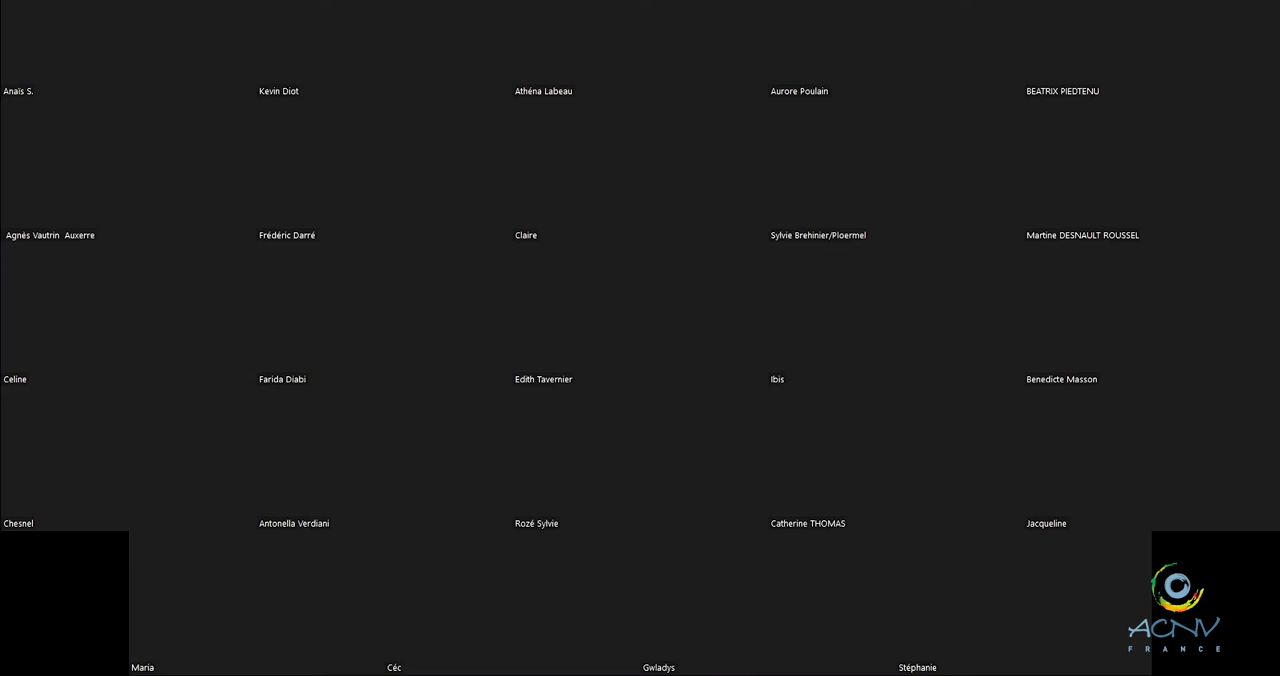 Anaïs S.
Kevin Diot
Athéna Labeau
Aurore Poulain
BEATRIX PIEDTENU
Agnès Vautrin  Auxerre
Frédéric Darré
Claire
Sylvie Brehinier/Ploermel
Martine DESNAULT ROUSSEL
Celine
Farida Diabi
Edith Tavernier
Ibis
Benedicte Masson
Chesnel
Antonella Verdiani
Rozé Sylvie
Catherine THOMAS
Jacqueline
Maria
Céc
Gwladys
Stéphanie
ACNV
FRANCE